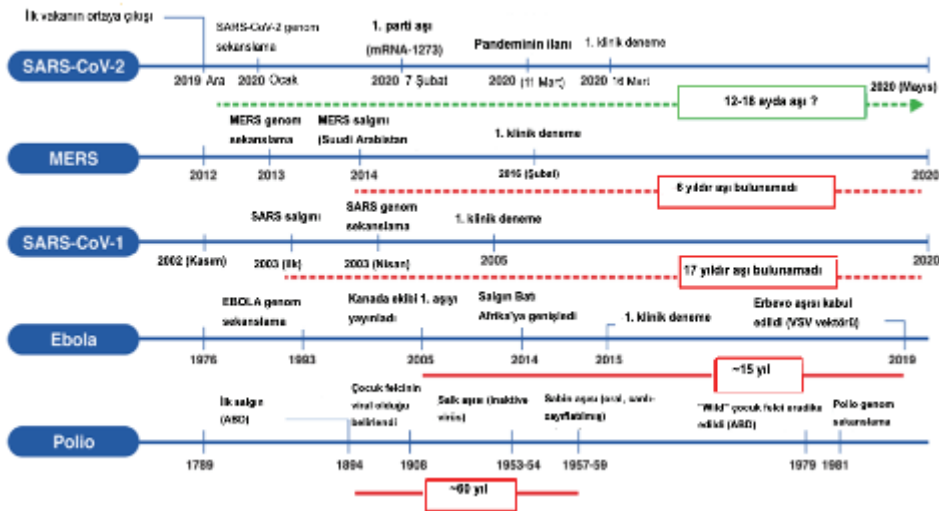 İlk vakanın ortaya çıkışı
SARS-CoV-2 genom
sekanslama
1. parti aşı
(mRNA-1273)
Pandeminin ilanı
1. klinik deneme
SARS-CoV-2
2019 Ara
2020 Ocak
2020 7 Şubat
2020 (11 Mart)
2020 16 Mart
2020 (Mayıs)
12-18 ayda aşı ?
MERS genom
sekanslama
MERS salgını
(Suudi Arabistan
1. klinik deneme
MERS
2012
2013
2014
2016 (Şubat)
2020
6 yıldır aşı bulunamadı
SARS salgını
SARS genom
sekanslama
1. klinik deneme
SARS-CoV-1
2002 (Kasım)
2003 (İlk)
2003 (Nisan)
2005
2020
17 yıldır aşı bulunamadı
EBOLA genom
sekanslama
Kanada ekibi 1. aşıyı
yayınladı
Salgın Batı
Afrika'ya genişledi
1. klinik deneme
Erbevo aşısı kabul
edildi (VSV vektörü)
Ebola
1976
1993
2005
2014
2015
2019
~15 yıl
İlk salgın
(ABD)
Çocuk felcinin
viral olduğu
belirlendi
Salk aşısı (inaktive
virüs)
Sabin aşısı (oral, canlı-
zayıflatılmış)
"Wild" çocuk felci eradike
edildi (ABD)
Polio genom
sekanslama
Polio
1789
1894
1908
1953-54
1957-59
1979
1981
~60 yıl